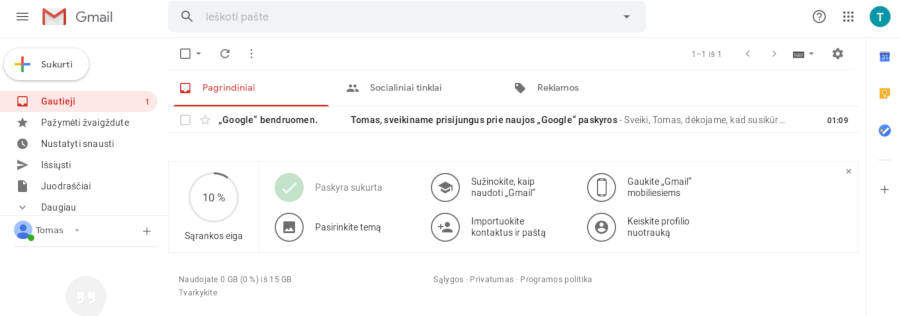 Gmail
Ieškoti pašte
T
Sukurti
1–1 iš 1
Gautieji 1
Pažymėti žvaigždute
Nustatyti snausti
Išsiųsti
Juodraščiai
Daugiau
Tomas
Pagrindiniai
Socialiniai tinklai
Reklamos
„Google“ bendruomen. Tomas, sveikiname prisijungus prie naujos „Google“ paskyros - Sveiki, Tomas, dėkojame, kad susikūr ... 01:09
10 %
Sąrankos eiga
Paskyra sukurta
Sužinokite, kaip
naudoti „Gmail“
Gaukite „Gmail“
mobiliesiems
Pasirinkite temą
Importuokite
kontaktus ir paštą
Keiskite profilio
nuotrauką
Naudojate 0 GB (0 %) iš 15 GB
Tvarkykite
Sąlygos · Privatumas · Programos politika
31